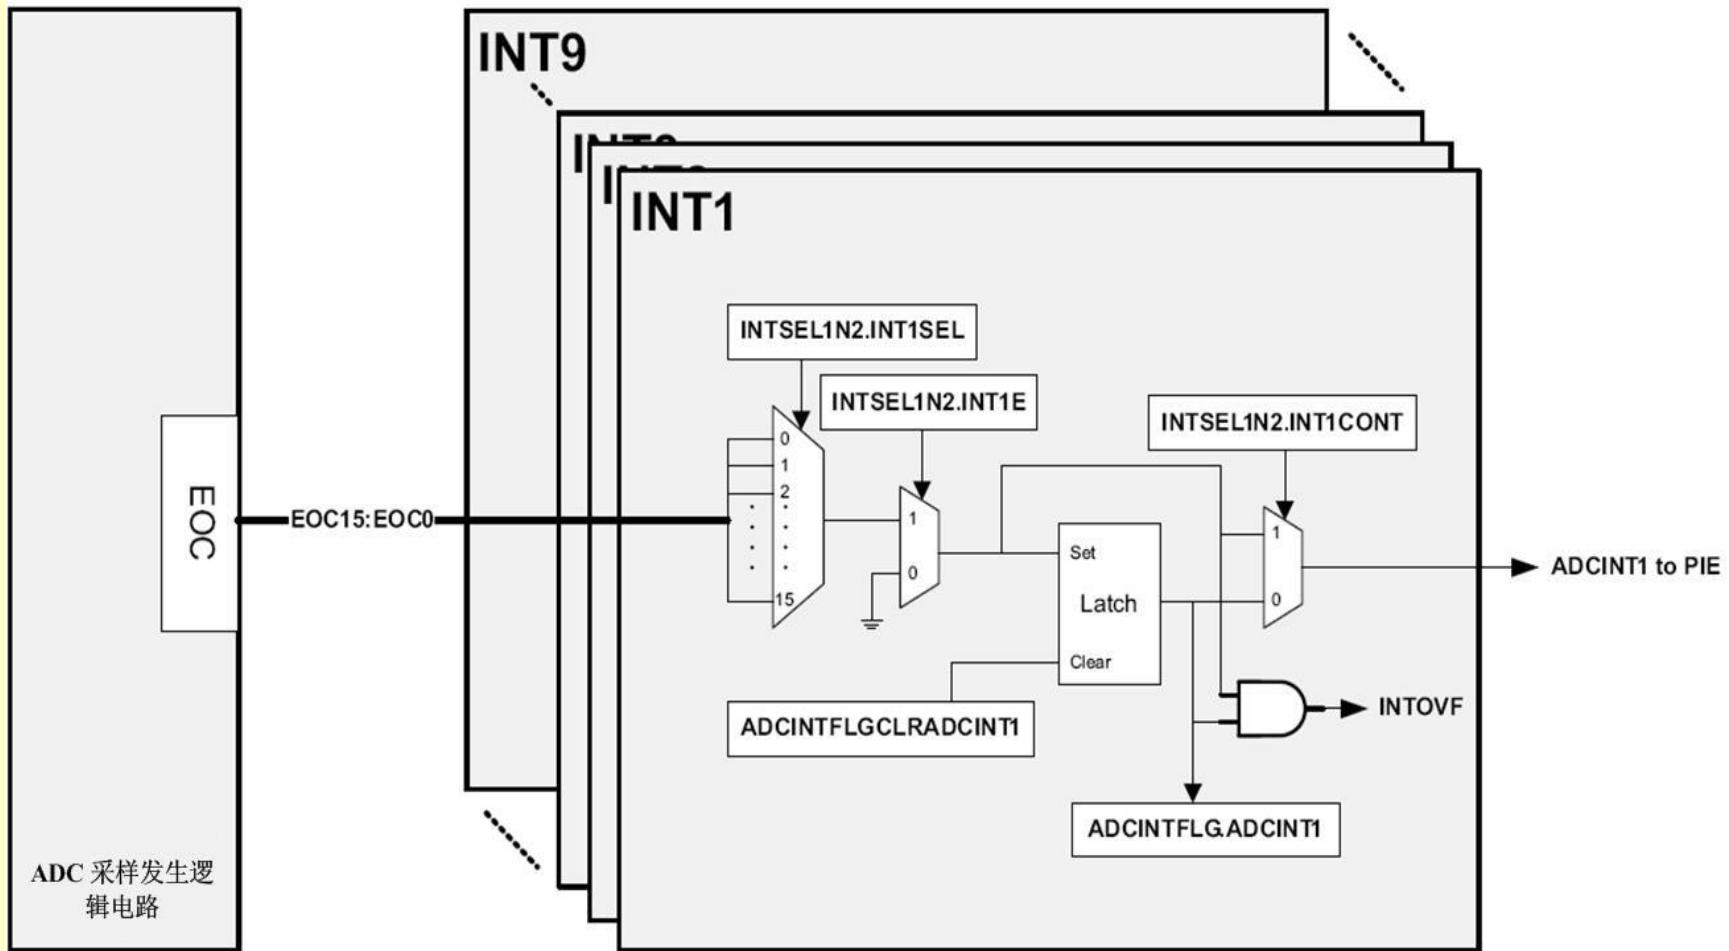 INT9
INT1
INTSEL1N2.INT1SEL
INTSEL1N2.INT1E
INTSEL1N2.INT1CONT
0
1
2
15
1
0
Set
Latch
Clear
1
0
EOC
EOC15:EOC0
ADCINT1 to PIE
INTOVF
ADCINTFLGCLRADCINT1
ADCINTFLG.ADCINT1
ADC 采样发生逻
辑电路